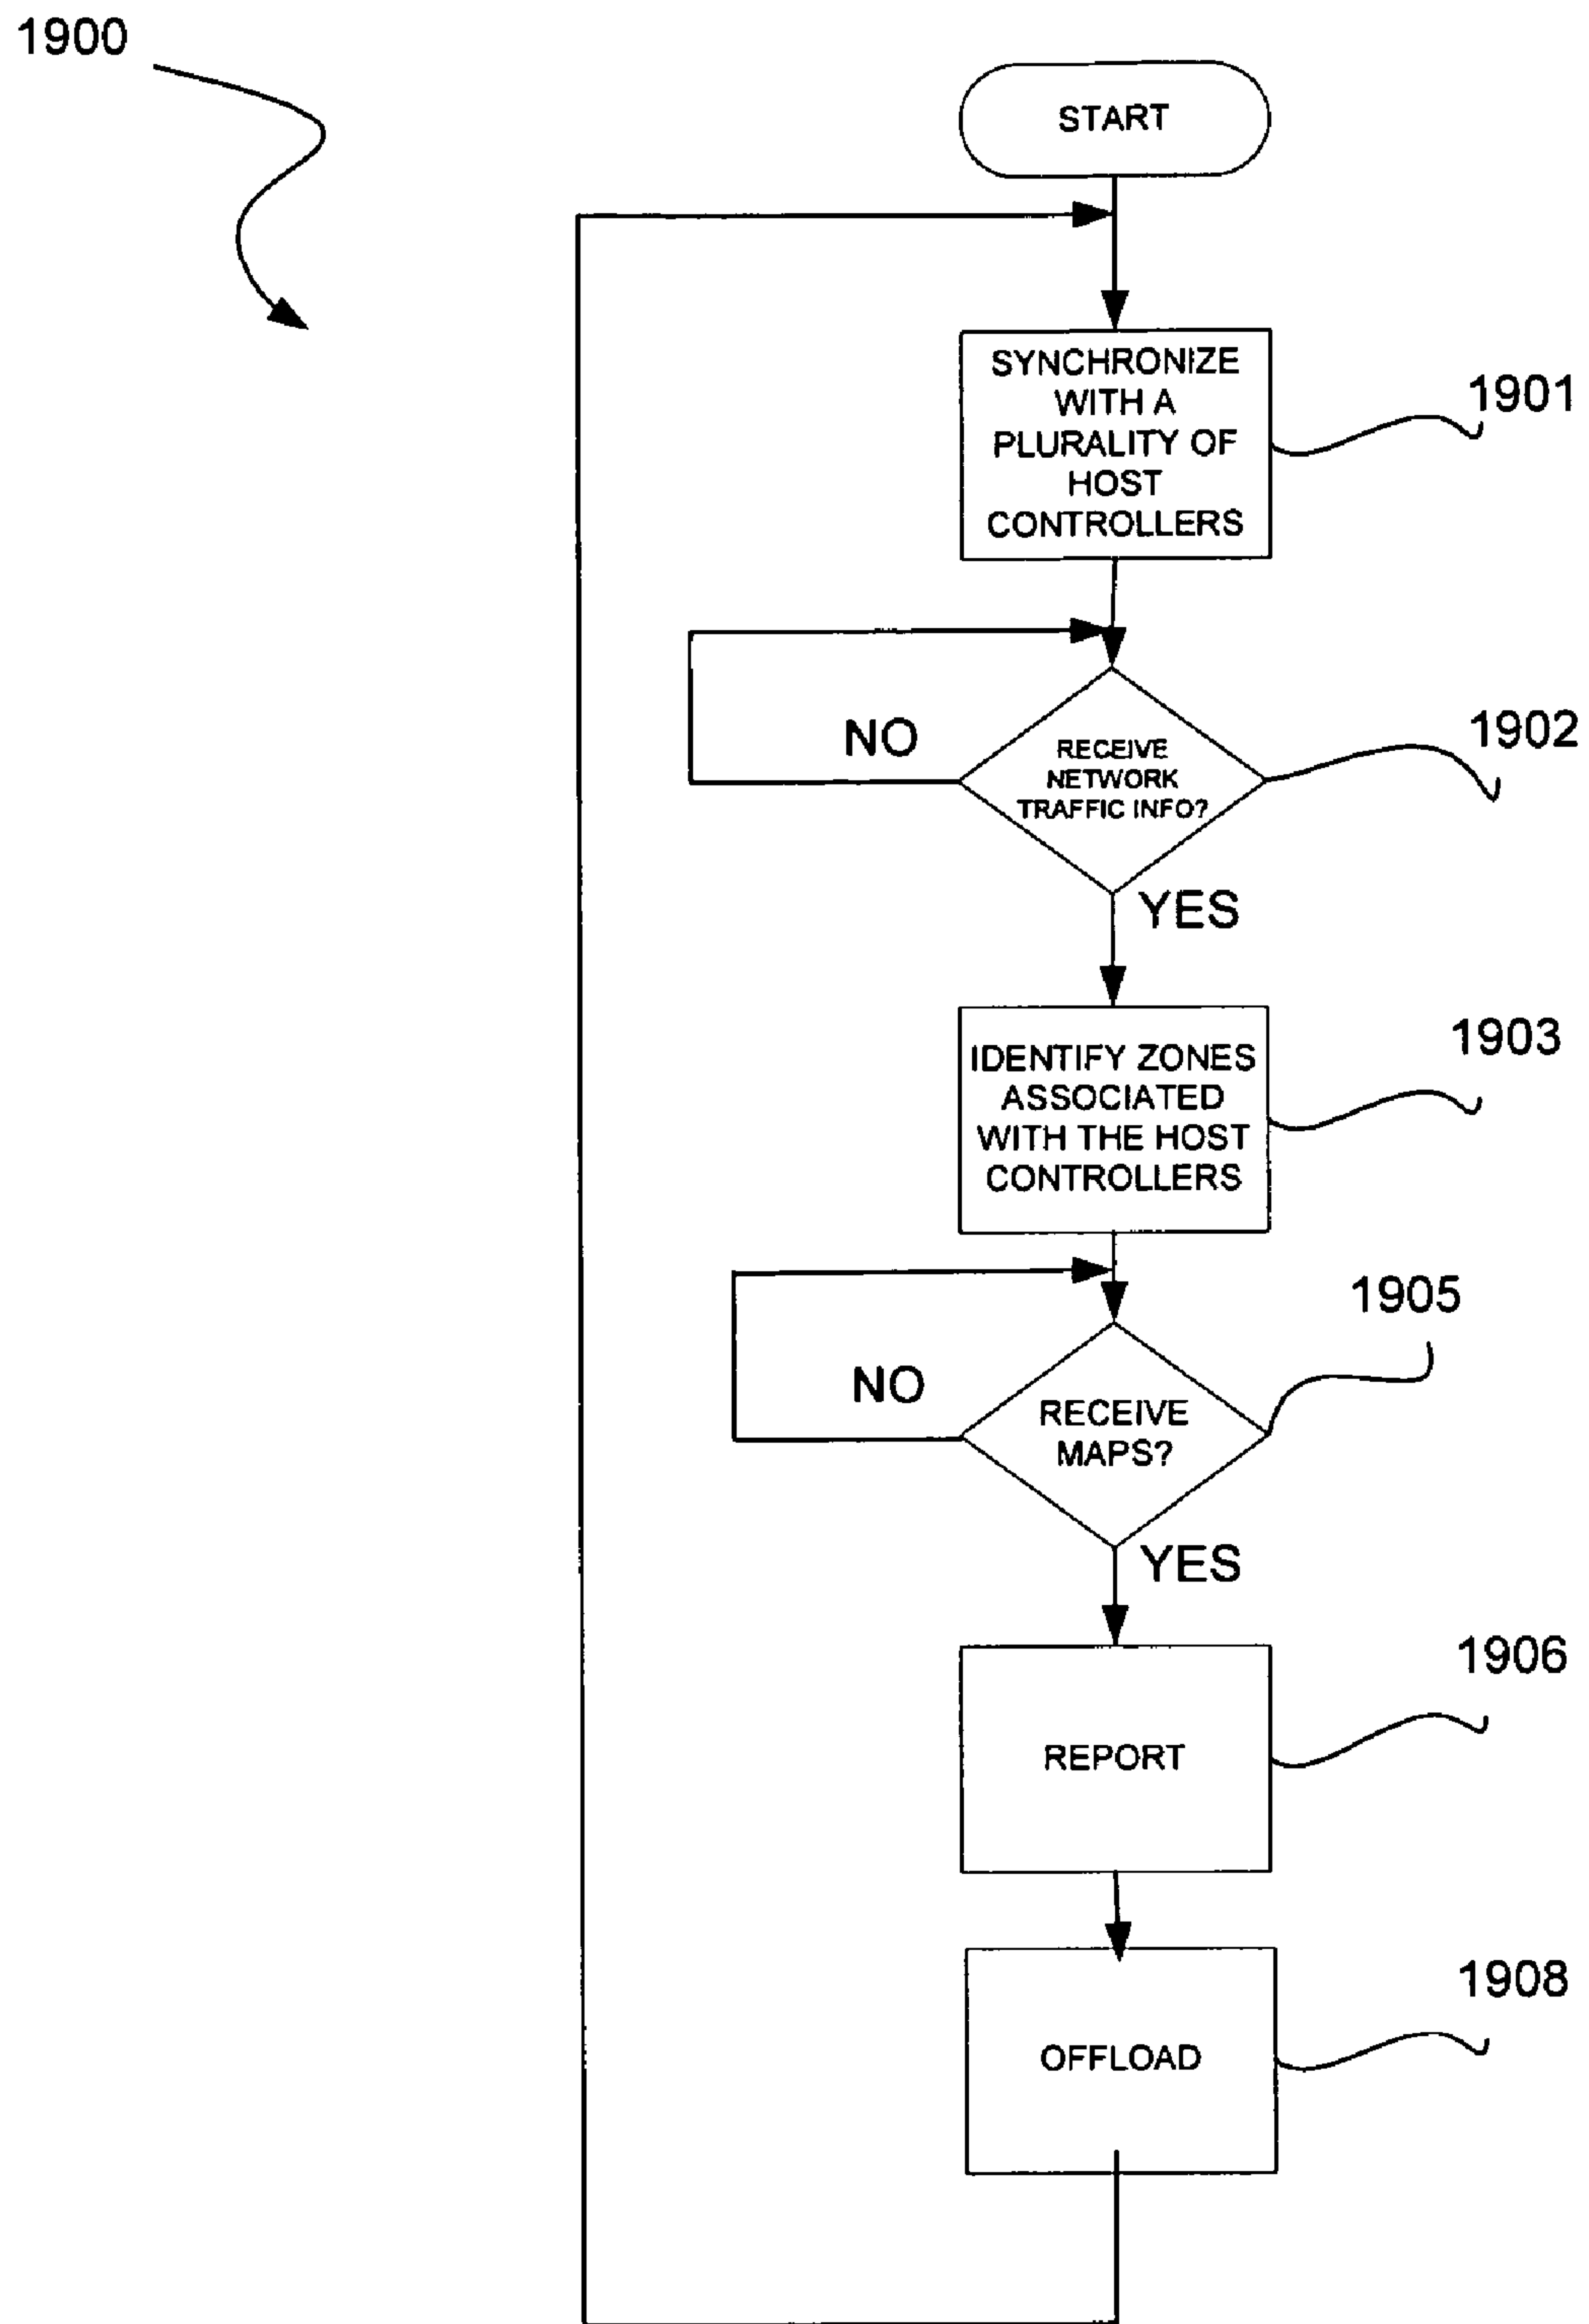 1900
START
SYNCHRONIZE
WITH A
PLURALITY OF
HOST
CONTROLLERS
1901
RECEIVE
NETWORK
TRAFFIC INFO?
1902
NO
YES
IDENTIFY ZONES
ASSOCIATED
WITH THE HOST
CONTROLLERS
1903
RECEIVE
MAPS?
1905
NO
YES
REPORT
1906
OFFLOAD
1908